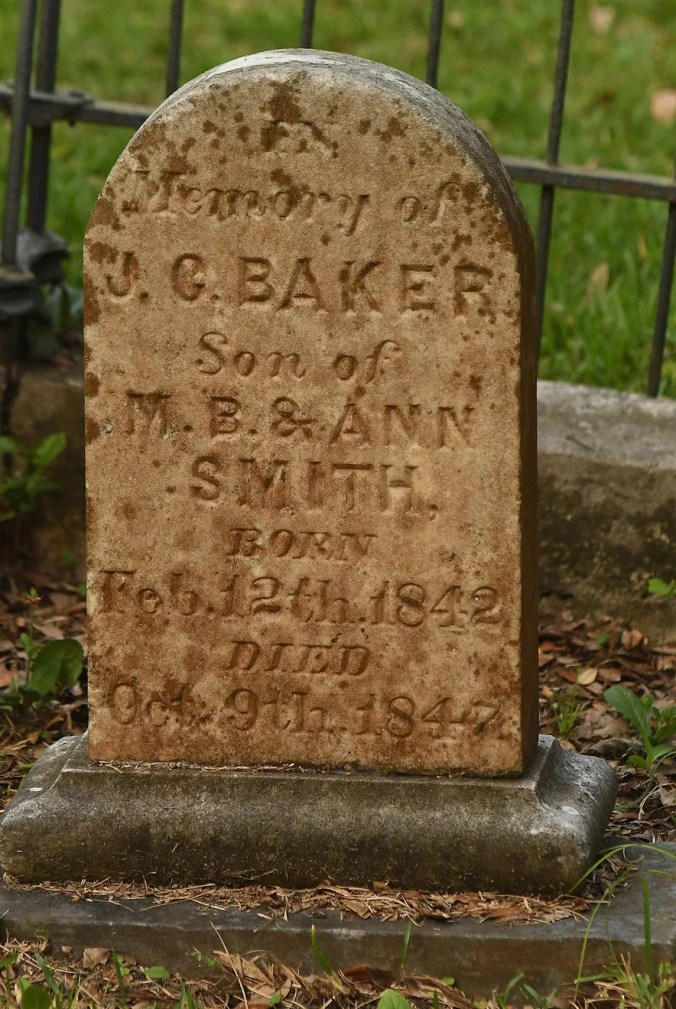 IN
Memory of
J. G. BAKER
Son of
M. B. & ANN
SMITH,
BORN
Feb. 12th. 1842
DIED
Oct. 9th. 1847.